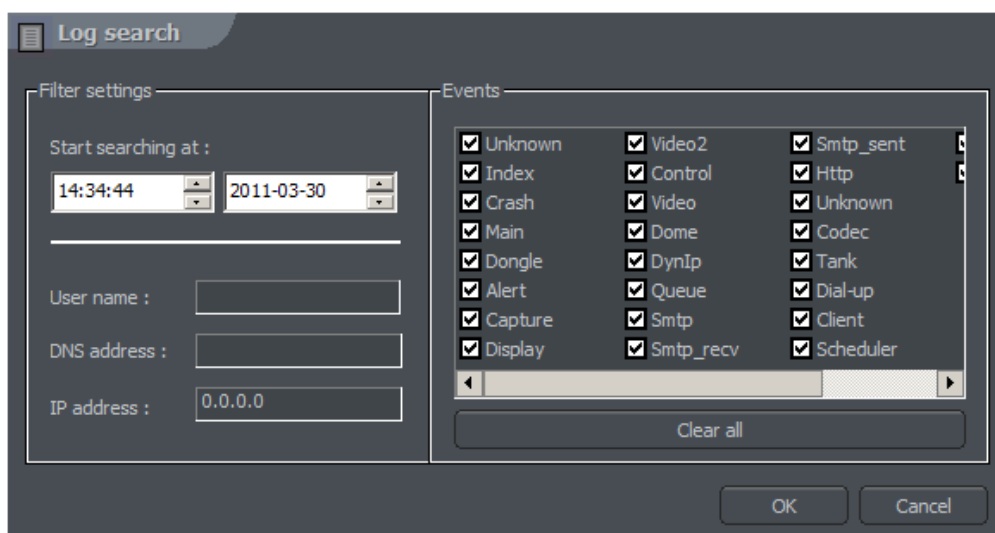 Log search
Filter settings
Start searching at :
14:34:44 2011-03-30
User name :
DNS address :
IP address : 0.0.0.0
Events
Unknown Video2 Smtp_sent
Index Control Http
Crash Video Unknown
Main Dome Codec
Dongle DynIp Tank
Alert Queue Dial-up
Capture Smtp Client
Display Smtp_recv Scheduler
Clear all
OK Cancel